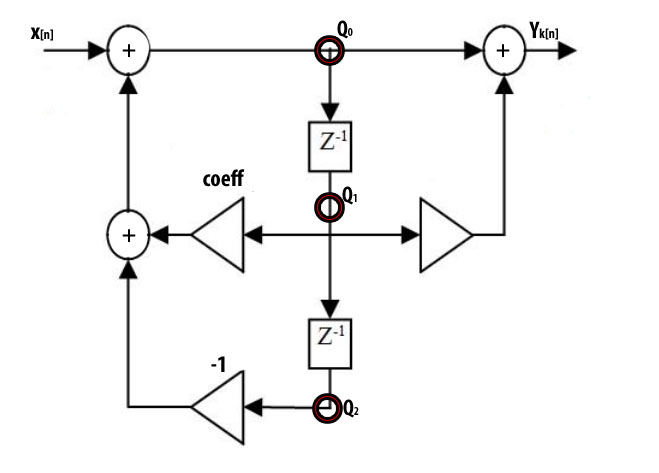 x[n]
Q₀
Yk[n]
+
+
Z⁻¹
coeff
Q₁
+
Z⁻¹
-1
Q₂